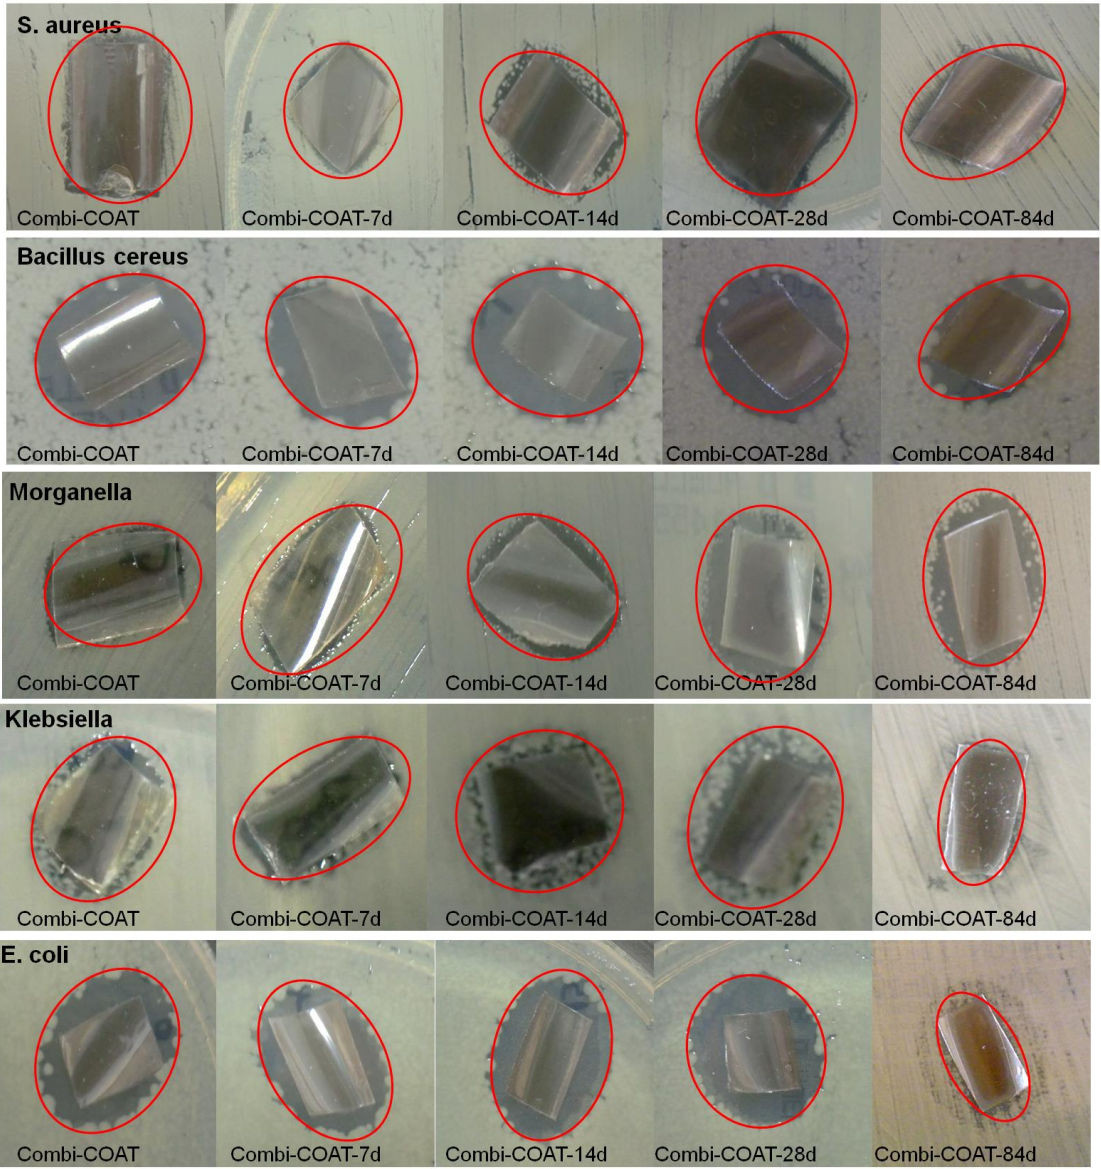 S. aureus
Combi-COAT
Combi-COAT-7d
Combi-COAT-14d
Combi-COAT-28d
Combi-COAT-84d
Bacillus cereus
Combi-COAT
Combi-COAT-7d
Combi-COAT-14d
Combi-COAT-28d
Combi-COAT-84d
Morganella
Combi-COAT
Combi-COAT-7d
Combi-COAT-14d
Combi-COAT-28d
Combi-COAT-84d
Klebsiella
Combi-COAT
Combi-COAT-7d
Combi-COAT-14d
Combi-COAT-28d
Combi-COAT-84d
E. coli
Combi-COAT
Combi-COAT-7d
Combi-COAT-14d
Combi-COAT-28d
Combi-COAT-84d